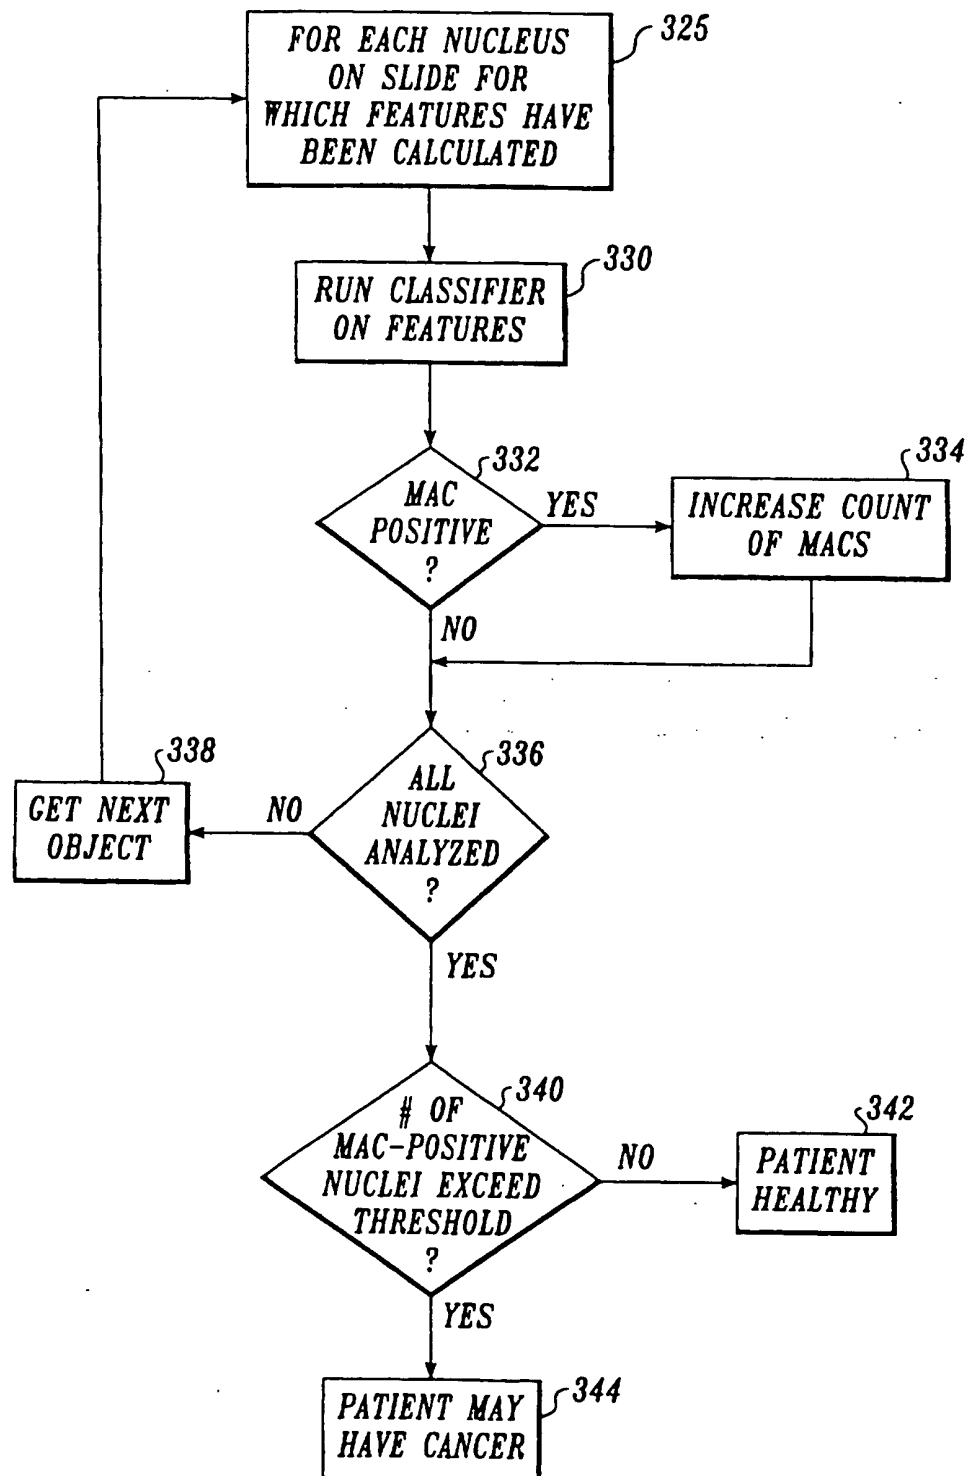 FOR EACH NUCLEUS
ON SLIDE FOR
WHICH FEATURES HAVE
BEEN CALCULATED
325
RUN CLASSIFIER
ON FEATURES
330
MAC
POSITIVE
?
332
YES
INCREASE COUNT
OF MACS
334
NO
ALL
NUCLEI
ANALYZED
?
336
NO
GET NEXT
OBJECT
338
YES
# OF
MAC-POSITIVE
NUCLEI EXCEED
THRESHOLD
?
340
NO
PATIENT
HEALTHY
342
YES
PATIENT MAY
HAVE CANCER
344